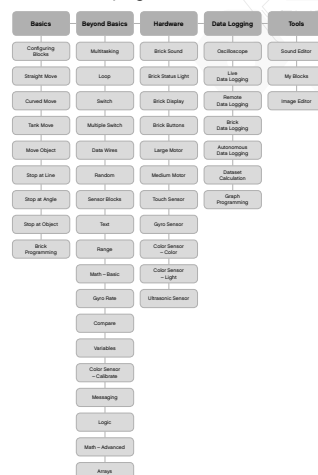 Basics
Configuring
Blocks
Straight Move
Curved Move
Tank Move
Move Object
Stop at Line
Stop at Angle
Stop at Object
Brick
Programming
Beyond Basics
Multitasking
Loop
Switch
Multiple Switch
Data Wires
Random
Sensor Blocks
Text
Range
Math – Basic
Gyro Rate
Compare
Variables
Color Sensor
– Calibrate
Messaging
Logic
Math – Advanced
Arrays
Hardware
Brick Sound
Brick Status Light
Brick Display
Brick Buttons
Large Motor
Medium Motor
Touch Sensor
Gyro Sensor
Color Sensor
– Color
Color Sensor
– Light
Ultrasonic Sensor
Data Logging
Oscilloscope
Live
Data Logging
Remote
Data Logging
Brick
Data Logging
Autonomous
Data Logging
Dataset
Calculation
Graph
Programming
Tools
Sound Editor
My Blocks
Image Editor